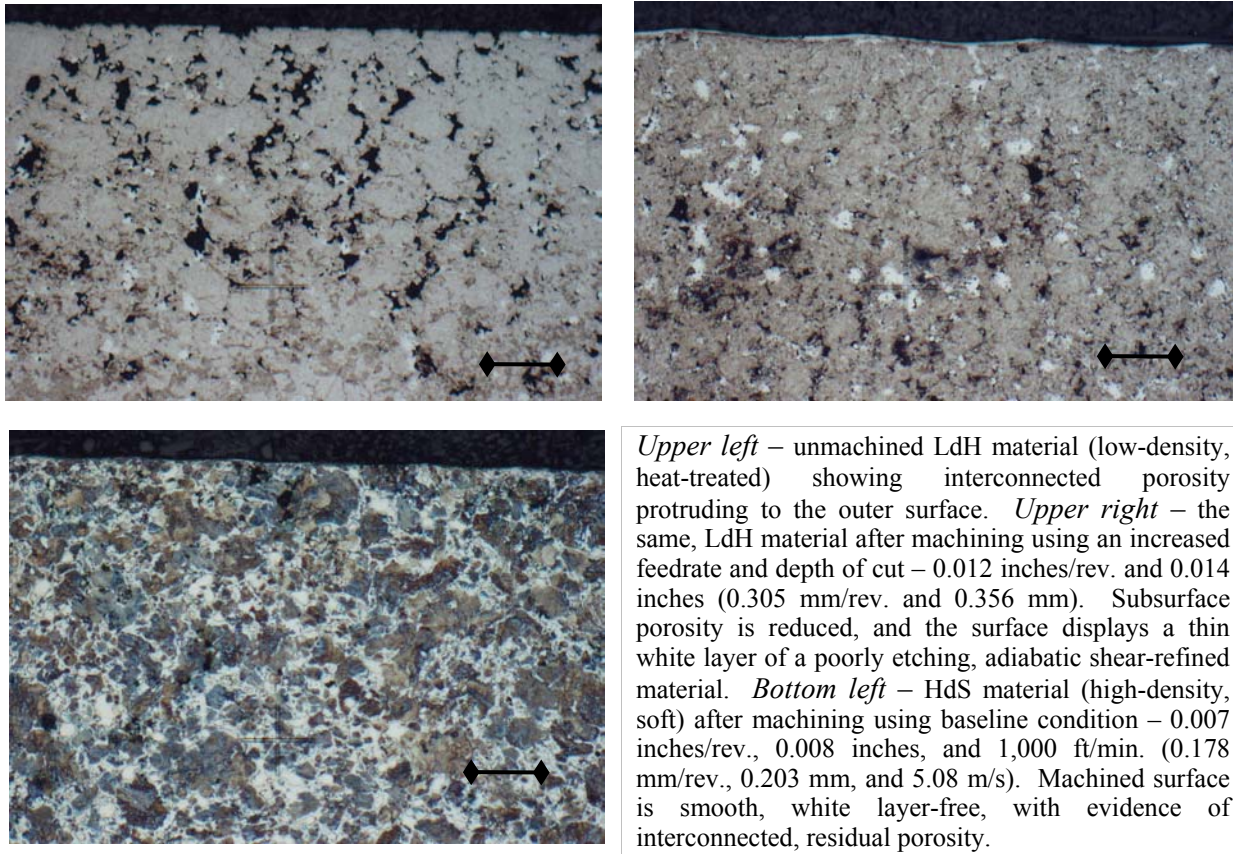 Upper left – unmachined LdH material (low-density,
heat-treated) showing interconnected porosity
protruding to the outer surface. Upper right – the
same, LdH material after machining using an increased
feedrate and depth of cut – 0.012 inches/rev. and 0.014
inches (0.305 mm/rev. and 0.356 mm). Subsurface
porosity is reduced, and the surface displays a thin
white layer of a poorly etching, adiabatic shear-refined
material. Bottom left – HdS material (high-density,
soft) after machining using baseline condition – 0.007
inches/rev., 0.008 inches, and 1,000 ft/min. (0.178
mm/rev., 0.203 mm, and 5.08 m/s). Machined surface
is smooth, white layer-free, with evidence of
interconnected, residual porosity.